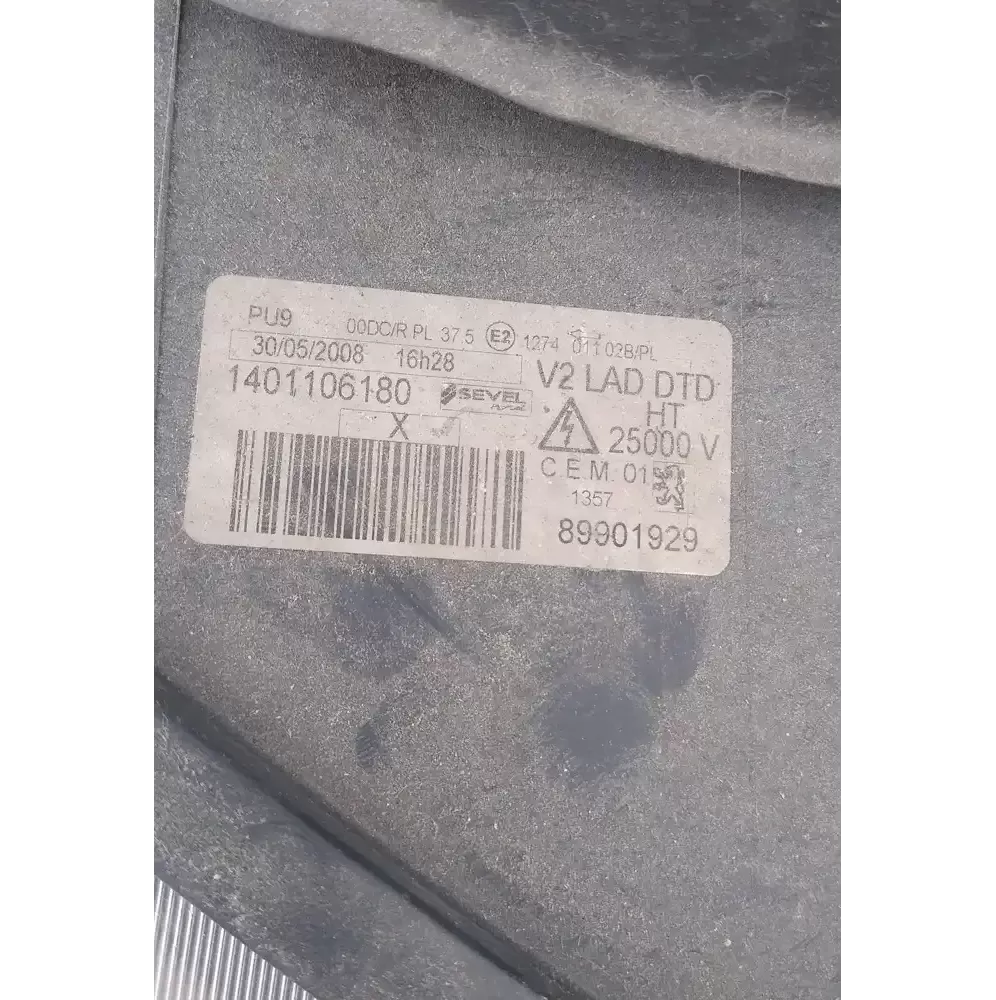 PU9 00DC/R PL 37.5 E2 1274 011 02B/PL
30/05/2008 16h28
1401106180 SEVEL
V2 LAD DTD
X
HT
25000 V
C.E.M. 01
1357
89901929